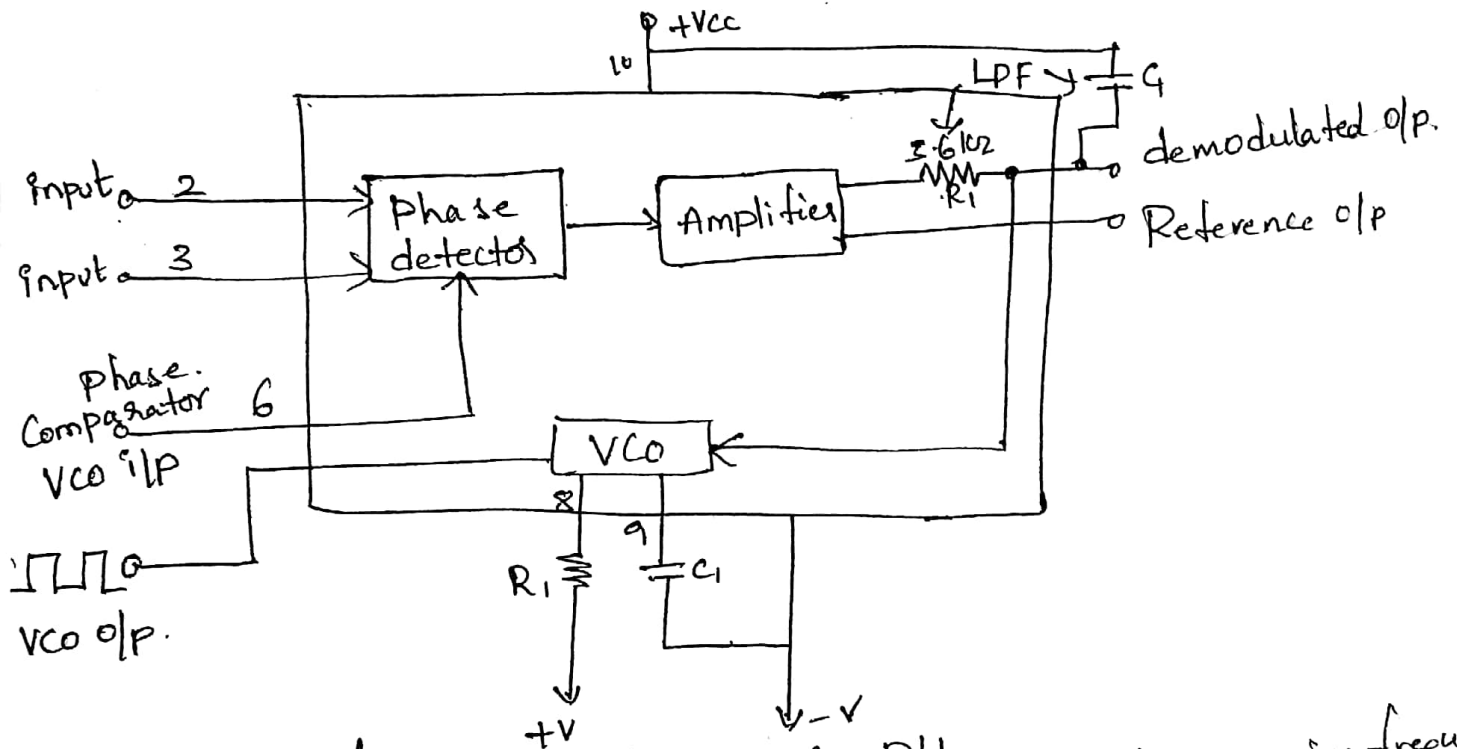 +Vcc
10
LPF
C1
demodulated o/p.
3.6kΩ
R1
input 2
phase detector
Amplifier
Reference o/p
input 3
phase.
Comparator 6
VCO i/p
VCO
8
9
R1
C1
VCO o/p.
+V
-V